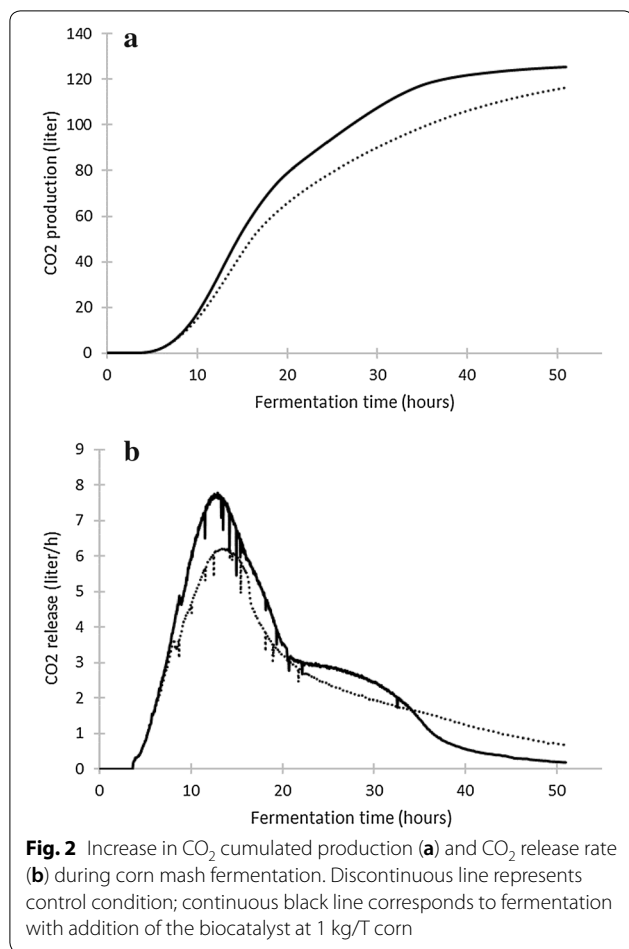 a
140
120
100
80
60
40
20
0
CO2 production (liter)
0 10 20 30 40 50
Fermentation time (hours)
b
9
8
7
6
5
4
3
2
1
0
CO2 release (liter/h)
0 10 20 30 40 50
Fermentation time (hours)
Fig. 2 Increase in CO₂ cumulated production (a) and CO₂ release rate
(b) during corn mash fermentation. Discontinuous line represents
control condition; continuous black line corresponds to fermentation
with addition of the biocatalyst at 1 kg/T corn